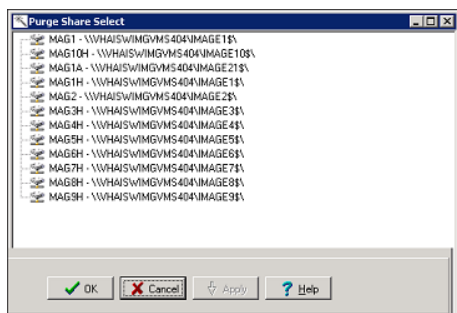 Purge Share Select
MAG1 - \\VHAISWIMGVMS404\IMAGE1$\
MAG10H - \\VHAISWIMGVMS404\IMAGE10$\
MAG1A - \\VHAISWIMGVMS404\IMAGE21$\
MAG1H - \\VHAISWIMGVMS404\IMAGE1$\
MAG2 - \\VHAISWIMGVMS404\IMAGE2$\
MAG3H - \\VHAISWIMGVMS404\IMAGE3$\
MAG4H - \\VHAISWIMGVMS404\IMAGE4$\
MAG5H - \\VHAISWIMGVMS404\IMAGE5$\
MAG6H - \\VHAISWIMGVMS404\IMAGE6$\
MAG7H - \\VHAISWIMGVMS404\IMAGE7$\
MAG8H - \\VHAISWIMGVMS404\IMAGE8$\
MAG9H - \\VHAISWIMGVMS404\IMAGE9$\
OK Cancel Apply Help